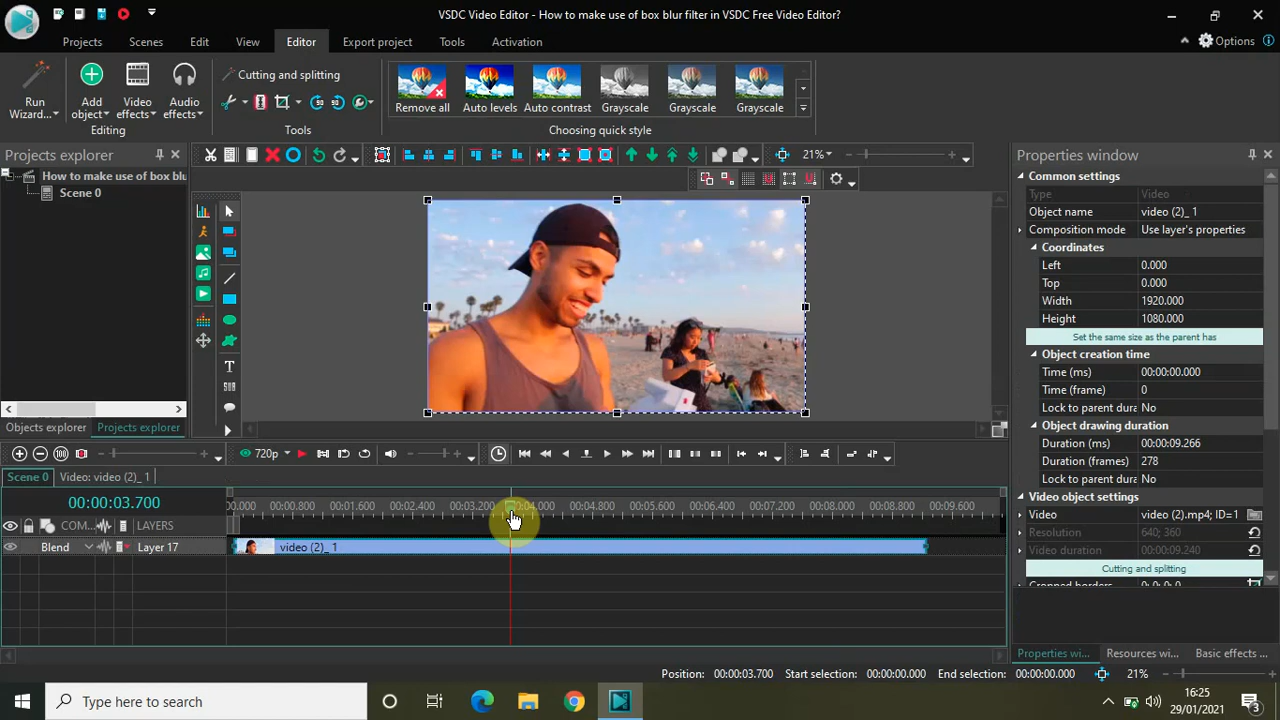 VSDC Video Editor - How to make use of box blur filter in VSDC Free Video Editor?
Projects Scenes Edit View Editor Export project Tools Activation Options
Run Wizard...
Add object
Video effects
Audio effects
Editing
Cutting and splitting
Tools
Remove all Auto levels Auto contrast Grayscale Grayscale Grayscale
Choosing quick style
Projects explorer
How to make use of box blu
Scene 0
Objects explorer Projects explorer
21%
Properties window
Common settings
Type Video
Object name video (2)_ 1
Composition mode Use layer's properties
Coordinates
Left 0.000
Top 0.000
Width 1920.000
Height 1080.000
Set the same size as the parent has
Object creation time
Time (ms) 00:00:00.000
Time (frame) 0
Lock to parent dura No
Object drawing duration
Duration (ms) 00:00:09.266
Duration (frames) 278
Lock to parent dura No
Video object settings
Video video (2).mp4; ID=1
Resolution 640; 360
Video duration 00:00:09.240
Cutting and splitting
Cropped borders 0; 0; 0; 0
Properties wi... Resources wi... Basic effects ...
720p
Scene 0 Video: video (2)_ 1
00:00:03.700
0.000 00:00.800 00:01.600 00:02.400 00:03.200 00:04.000 00:04.800 00:05.600 00:06.400 00:07.200 00:08.000 00:08.800 00:09.600
COM... LAYERS
Blend Layer 17 video (2)_ 1
Position: 00:00:03.700 Start selection: 00:00:00.000 End selection: 00:00:00.000 21%
Type here to search
16:25
29/01/2021
3